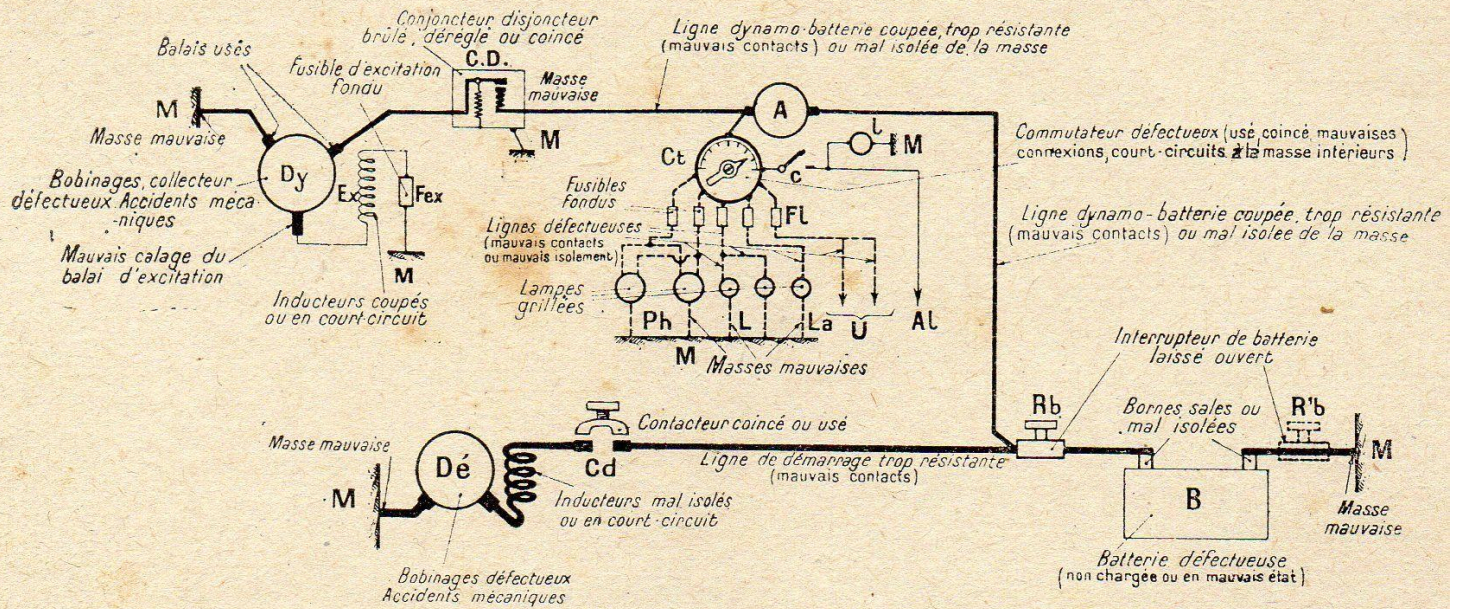 Conjoncteur disjoncteur
brûlé, déréglé ou coincé
C.D.
Balais usés
Fusible d'excitation
fondu
Masse
mauvaise
M
Ligne dynamo-batterie coupée, trop résistante
(mauvais contacts) ou mal isolée de la masse
M
Masse mauvaise
Dy
Ex
Fex
M
Bobinages, collecteur
défectueux. Accidents méca-
-niques
Mauvais calage du
balai d'excitation
Inducteurs coupés
ou en court-circuit
A
Ct
l
M
c
Commutateur défectueux (usé, coincé, mauvaises)
connexions, court-circuits à la masse intérieurs)
Fusibles
fondus
Fl
Lignes défectueuses
(mauvais contacts
ou mauvais isolement)
Ligne dynamo-batterie coupée, trop résistante
(mauvais contacts) ou mal isolée de la masse
Lampes
grillées
Ph
L
La
U
Al
M
Masses mauvaises
Interrupteur de batterie
laissé ouvert
Rb
Bornes sales ou
mal isolées
R'b
M
Masse
mauvaise
B
Batterie défectueuse
(non chargée ou en mauvais état)
Contacteur coincé ou usé
Cd
Ligne de démarrage trop résistante
(mauvais contacts)
Masse mauvaise
Dé
M
Inducteurs mal isolés
ou en court-circuit
Bobinages défectueux
Accidents mécaniques